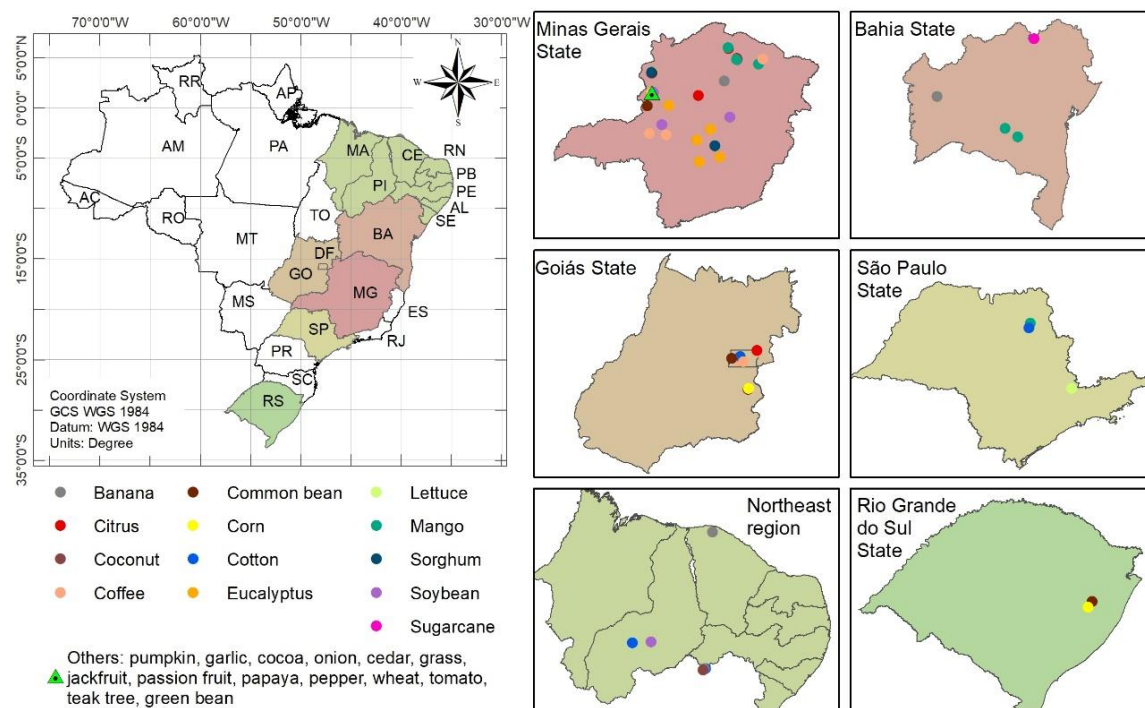 70°0'0"W 60°0'0"W 50°0'0"W 40°0'0"W 30°0'0"W
5°0'0"N
0°0'0"
5°0'0"S
15°0'0"S
25°0'0"S
35°0'0"S
N
W E
S
RR
AP
AM
PA
MA
CE
RN
PB
PI
PE
AC
AL
TO
SE
RO
BA
MT
DF
GO
MG
MS
ES
SP
RJ
PR
SC
RS
Coordinate System
GCS WGS 1984
Datum: WGS 1984
Units: Degree
Minas Gerais
State
Bahia State
Goiás State
São Paulo
State
Northeast
region
Rio Grande
do Sul
State
Banana
Citrus
Coconut
Coffee
Common bean
Corn
Cotton
Eucalyptus
Lettuce
Mango
Sorghum
Soybean
Sugarcane
Others: pumpkin, garlic, cocoa, onion, cedar, grass,
jackfruit, passion fruit, papaya, pepper, wheat, tomato,
teak tree, green bean